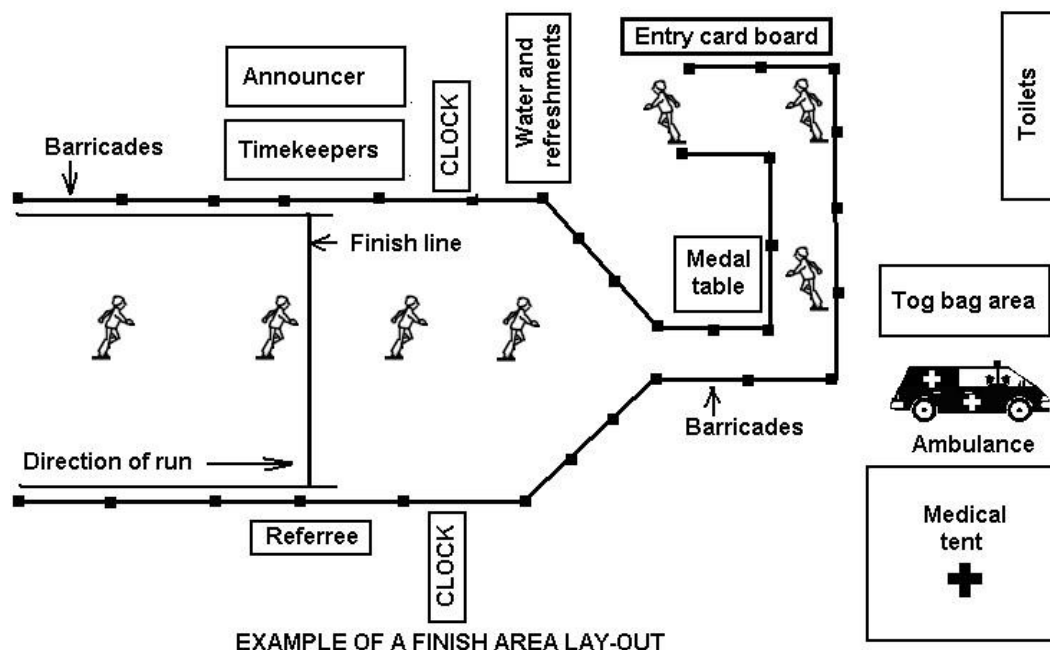 Entry card board
Announcer
Timekeepers
CLOCK
Water and
refreshments
Toilets
Barricades
Finish line
Medal
table
Tog bag area
Barricades
Ambulance
Direction of run
Referree
CLOCK
Medical
tent
EXAMPLE OF A FINISH AREA LAY-OUT